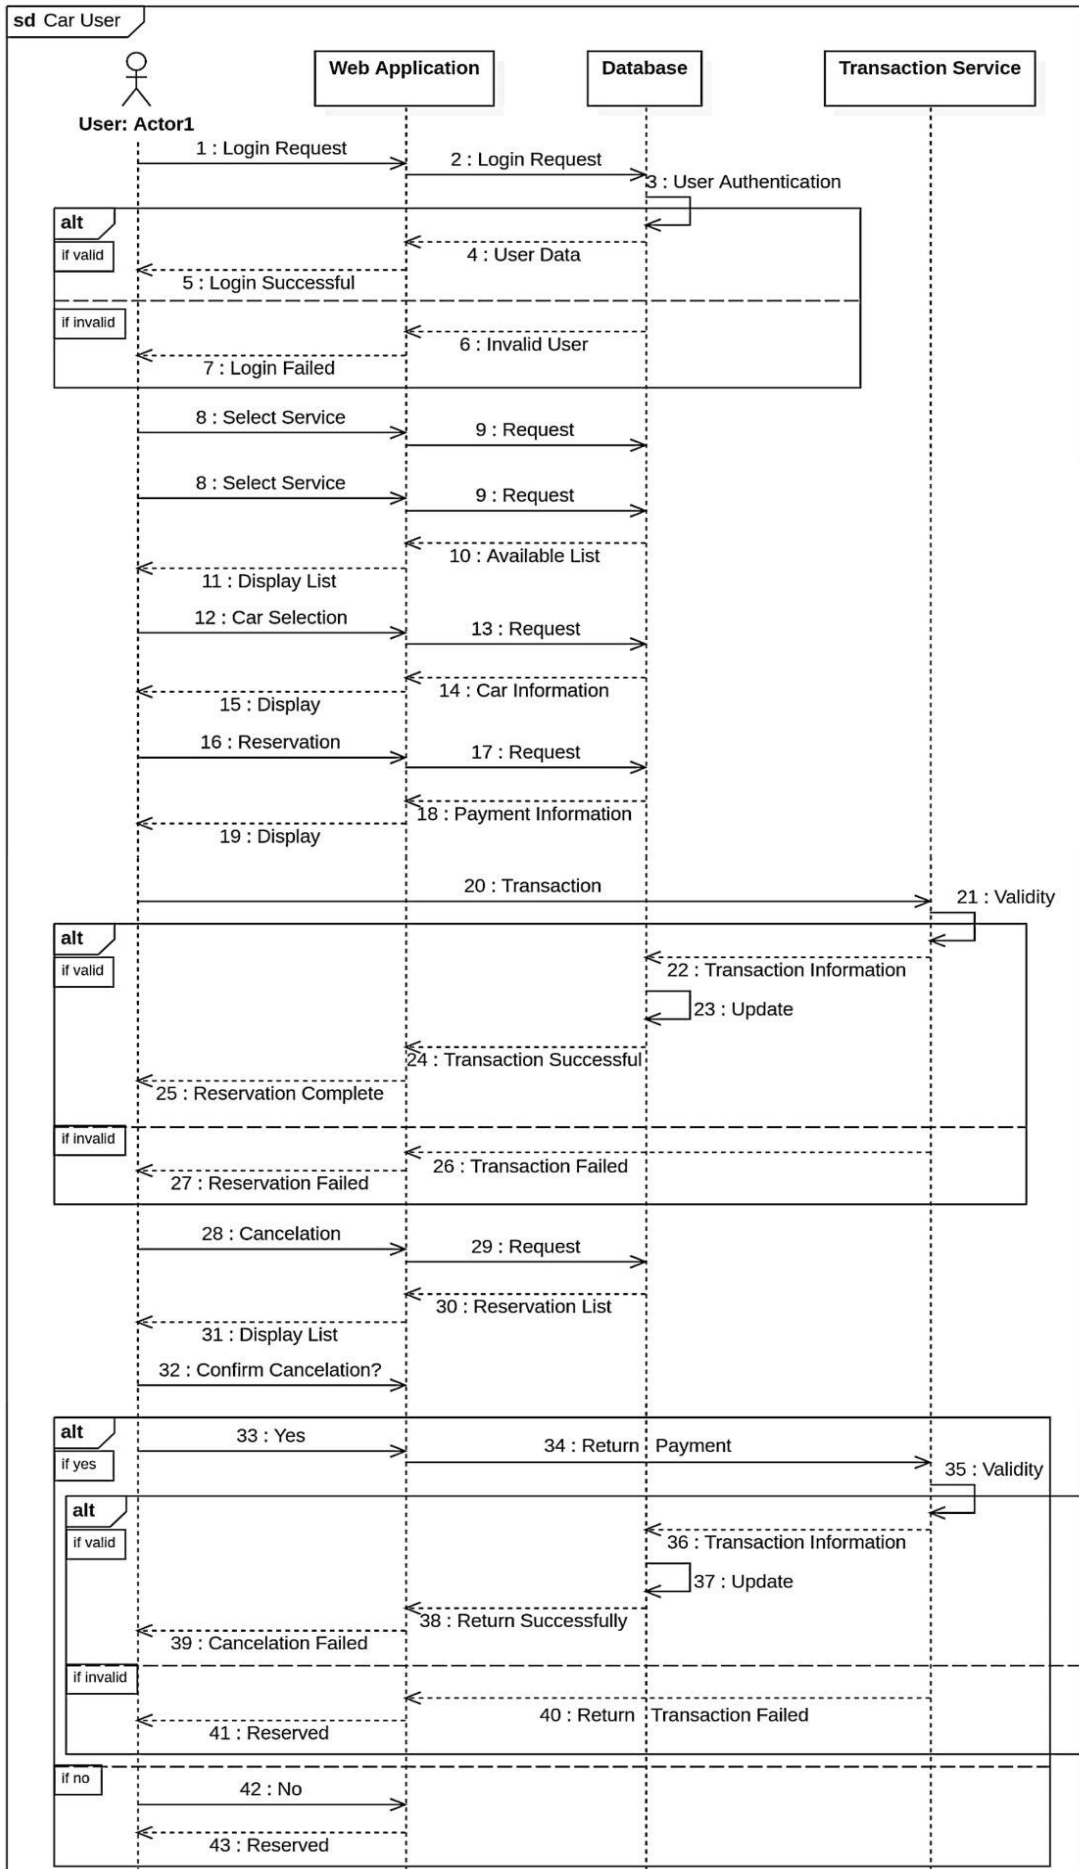 sd Car User
Web Application
Database
Transaction Service
User: Actor1
1 : Login Request
2 : Login Request
3 : User Authentication
alt
if valid
4 : User Data
5 : Login Successful
if invalid
6 : Invalid User
7 : Login Failed
8 : Select Service
9 : Request
8 : Select Service
9 : Request
10 : Available List
11 : Display List
12 : Car Selection
13 : Request
14 : Car Information
15 : Display
16 : Reservation
17 : Request
18 : Payment Information
19 : Display
20 : Transaction
21 : Validity
alt
if valid
22 : Transaction Information
23 : Update
24 : Transaction Successful
25 : Reservation Complete
if invalid
26 : Transaction Failed
27 : Reservation Failed
28 : Cancelation
29 : Request
30 : Reservation List
31 : Display List
32 : Confirm Cancelation?
alt
33 : Yes
34 : Return Payment
if yes
35 : Validity
alt
if valid
36 : Transaction Information
37 : Update
38 : Return Successfully
39 : Cancelation Failed
if invalid
40 : Return Transaction Failed
41 : Reserved
if no
42 : No
43 : Reserved